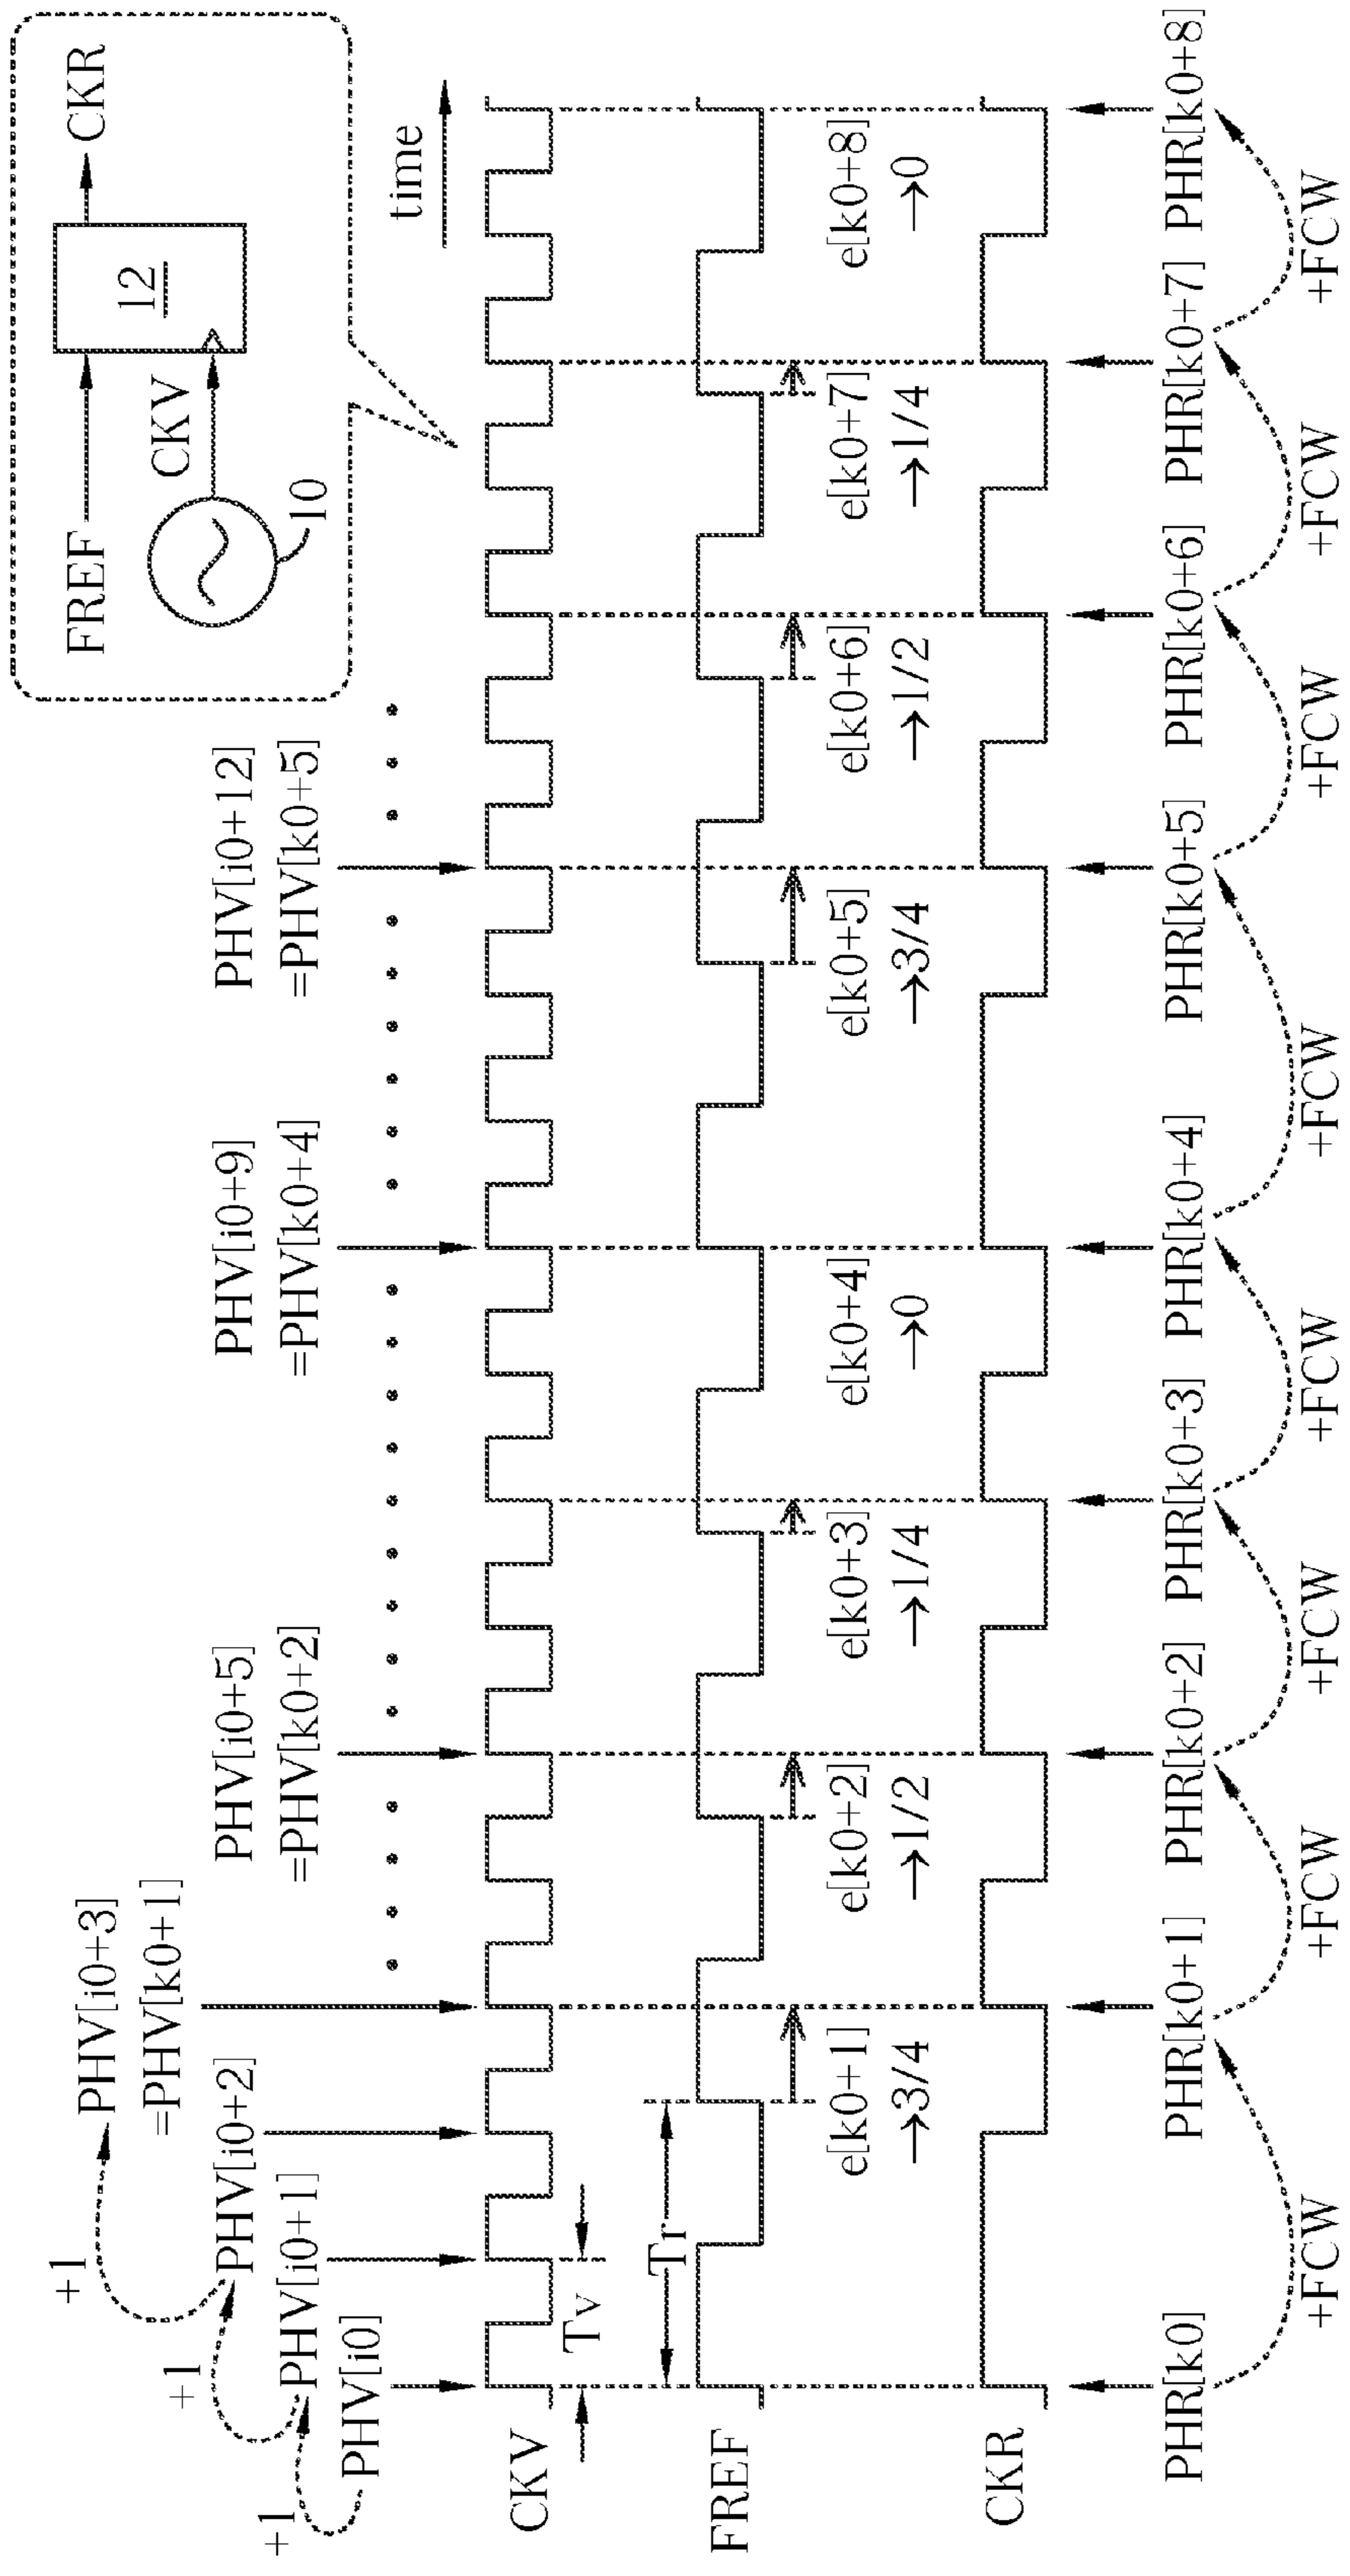 FREF
CKV
12
CKR
10
time
+1
+1
+1
PHV[i0]
PHV[i0+1]
PHV[i0+2]
PHV[i0+3]
=PHV[k0+1]
PHV[i0+5]
=PHV[k0+2]
PHV[i0+9]
=PHV[k0+4]
PHV[i0+12]
=PHV[k0+5]
CKV
Tv
Tr
FREF
e[k0+1]
→3/4
e[k0+2]
→1/2
e[k0+3]
→1/4
e[k0+4]
→0
e[k0+5]
→3/4
e[k0+6]
→1/2
e[k0+7]
→1/4
e[k0+8]
→0
CKR
PHR[k0]
PHR[k0+1]
PHR[k0+2]
PHR[k0+3]
PHR[k0+4]
PHR[k0+5]
PHR[k0+6]
PHR[k0+7]
PHR[k0+8]
+FCW
+FCW
+FCW
+FCW
+FCW
+FCW
+FCW
+FCW